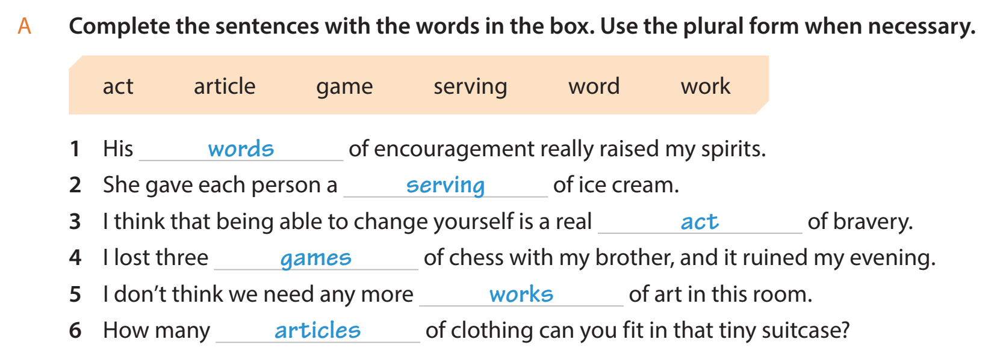 A Complete the sentences with the words in the box. Use the plural form when necessary.
act article game serving word work
1 His words of encouragement really raised my spirits.
2 She gave each person a serving of ice cream.
3 I think that being able to change yourself is a real act of bravery.
4 I lost three games of chess with my brother, and it ruined my evening.
5 I don’t think we need any more works of art in this room.
6 How many articles of clothing can you fit in that tiny suitcase?